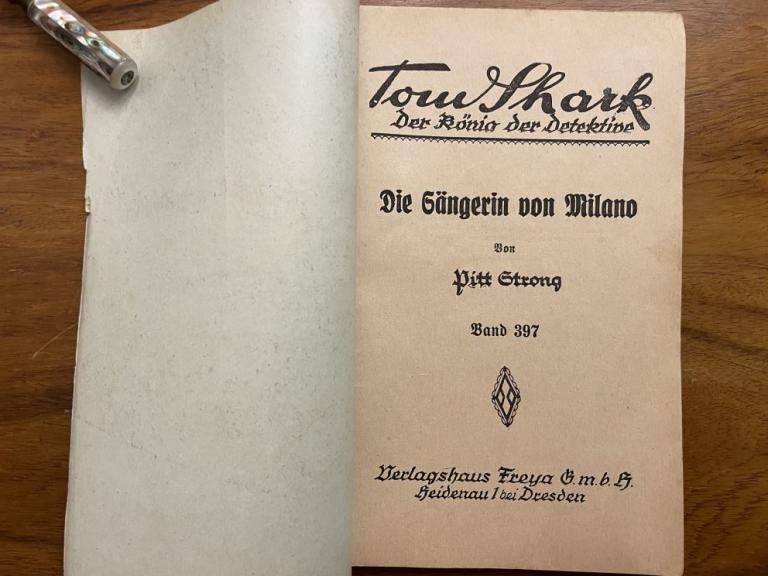 Tom Shark
Der König der Detektive
Die Sängerin von Milano
Von
Pitt Strong
Band 397
Verlagshaus Freya G.m.b.H.
Heidenau 1 bei Dresden